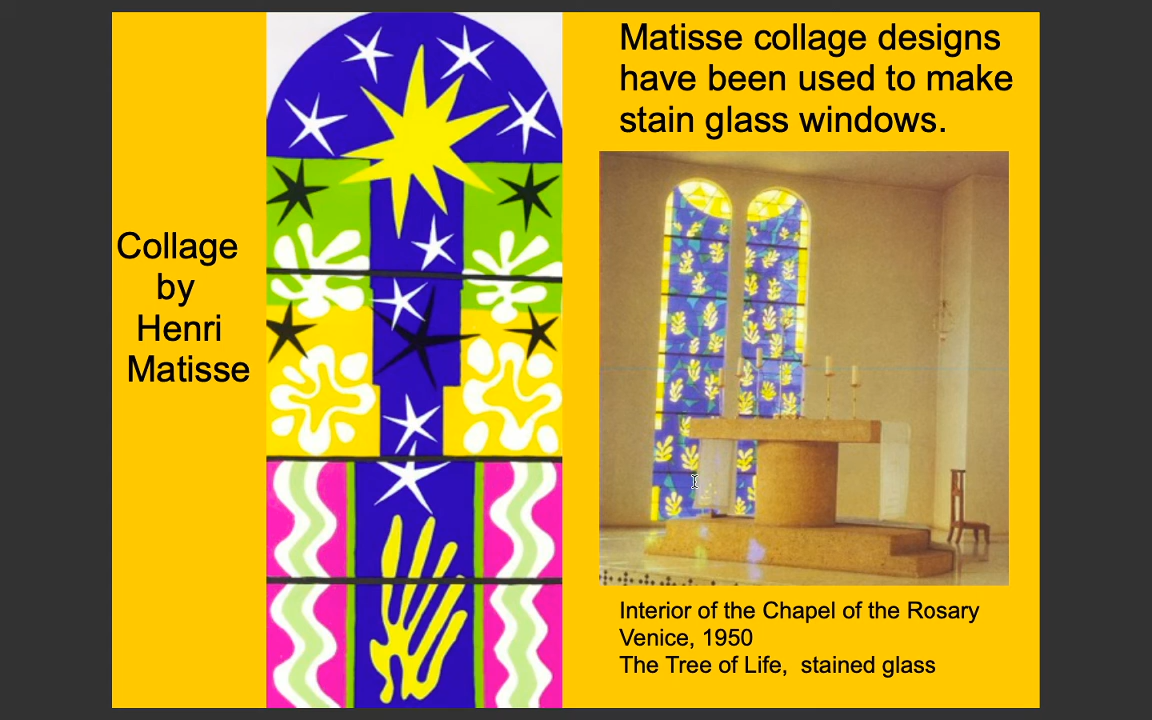 Collage
by
Henri
Matisse
Matisse collage designs
have been used to make
stain glass windows.
Interior of the Chapel of the Rosary
Venice, 1950
The Tree of Life,  stained glass